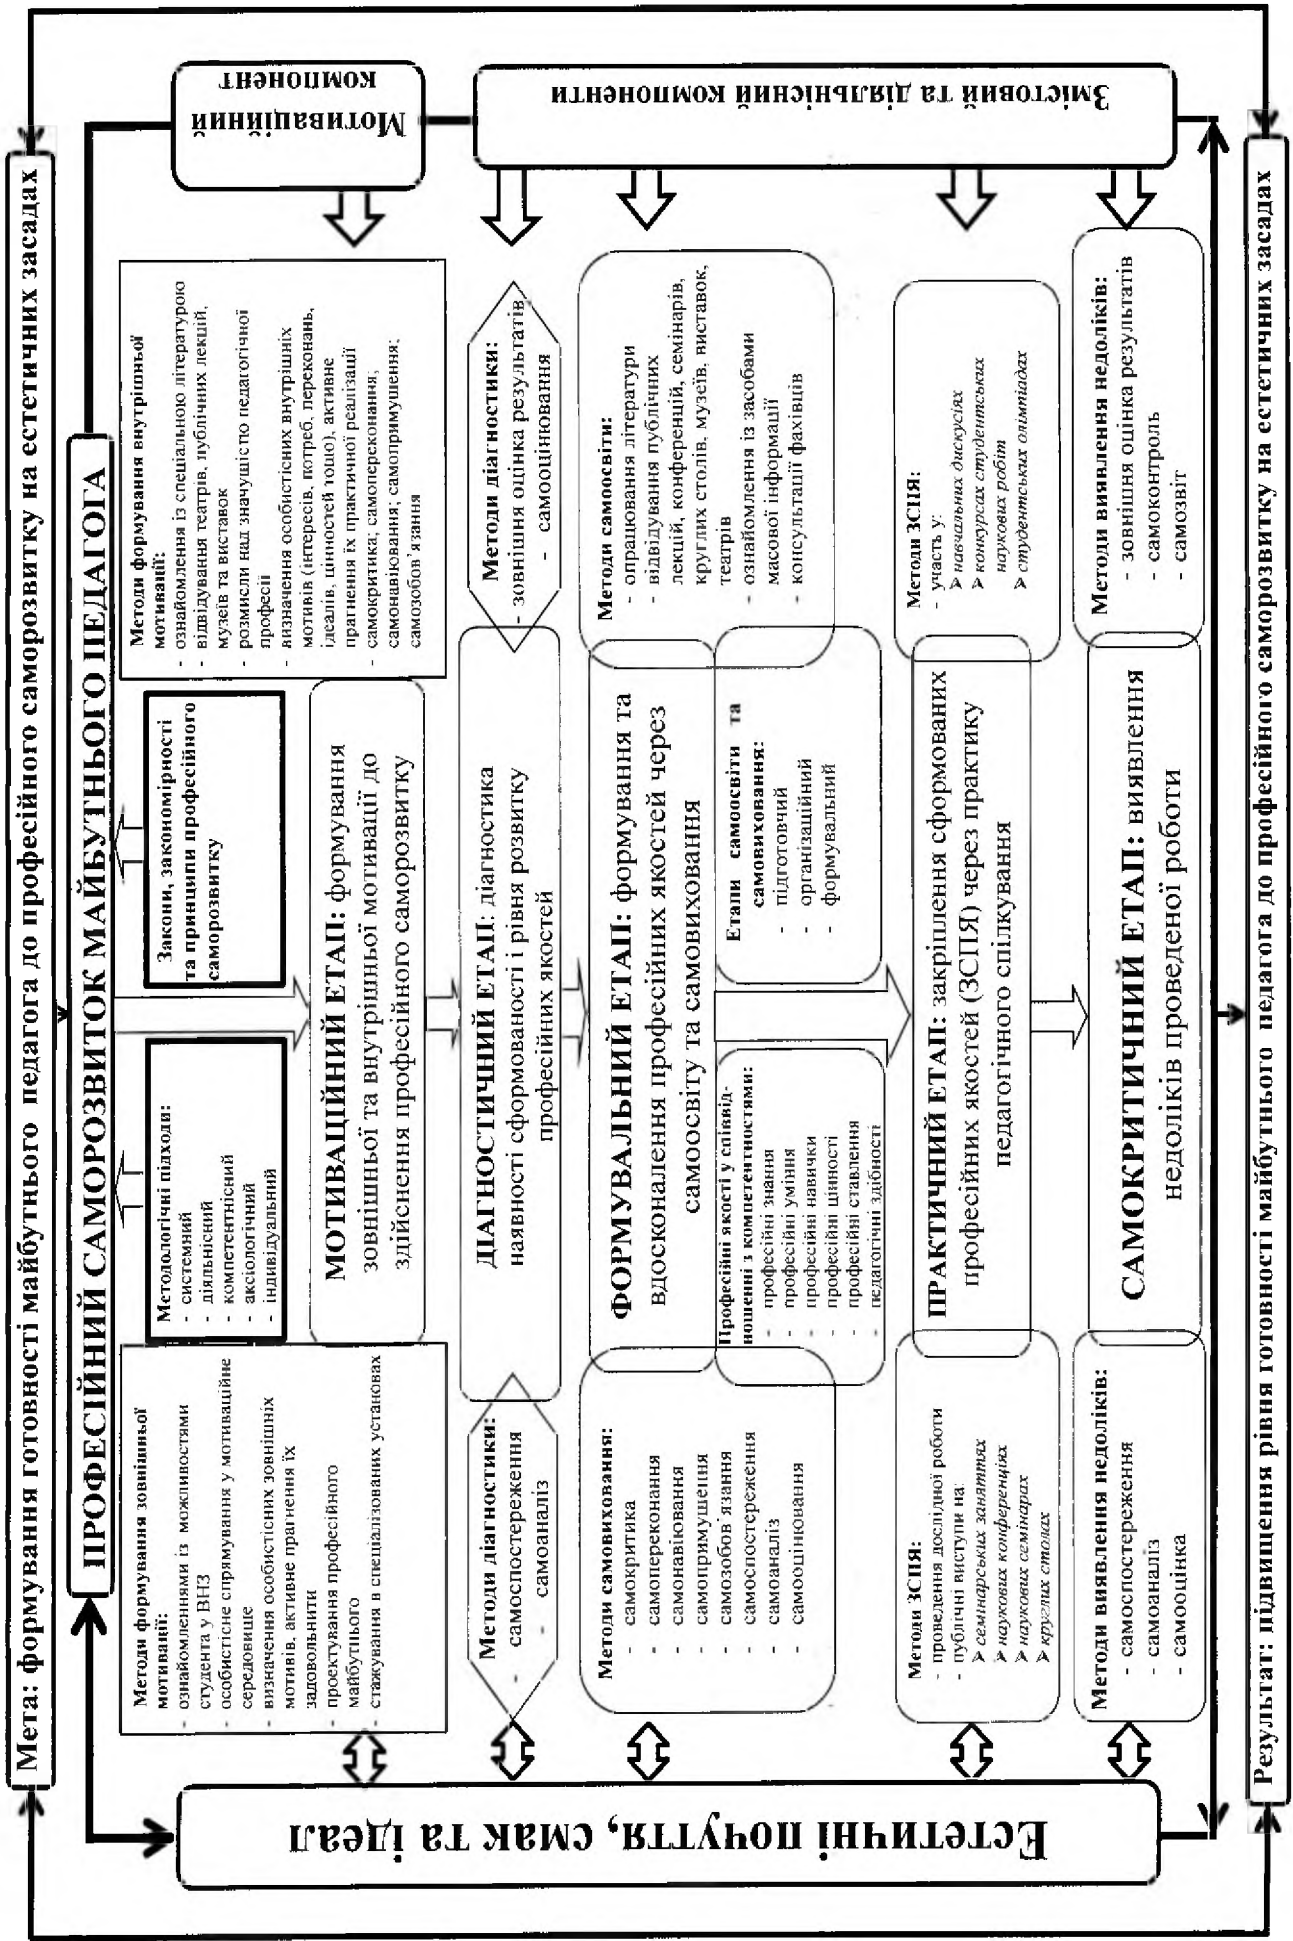 Мета: формування готовності майбутнього педагога до професійного саморозвитку на естетичних засадах
ПРОФЕСІЙНИЙ САМОРОЗВИТОК МАЙБУТНЬОГО ПЕДАГОГА
Естетичні почуття, смак та ідеал
Мотиваційний
компонент
Змістовий та діяльнісний компоненти
Методологічні підходи:
- системний
- діяльнісний
- компетентнісний
- аксіологічний
- індивідуальний
Закони, закономірності
та принципи професійного
саморозвитку
Методи формування зовнішньої
мотивації:
- ознайомленнями із можливостями
студента у ВНЗ
- особистісне спрямування у мотиваційне
середовище
- визначення особистісних зовнішніх
мотивів, активне прагнення їх
задовольнити
- проектування професійного
майбутнього
- стажування в спеціалізованих установах
МОТИВАЦІЙНИЙ ЕТАП: формування
зовнішньої та внутрішньої мотивації до
здійснення професійного саморозвитку
Методи формування внутрішньої
мотивації:
- ознайомлення із спеціальною літературою
- відвідування театрів, публічних лекцій,
музеїв та виставок
- розмисли над значущістю педагогічної
професії
- визначення особистісних внутрішніх
мотивів (інтересів, потреб, переконань,
ідеалів, цінностей тощо), активне
прагнення їх практичної реалізації
- самокритика; самопереконання;
самонавіювання; самопримушення;
самозобов’язання
Методи діагностики:
- самоспостереження
- самоаналіз
ДІАГНОСТИЧНИЙ ЕТАП: діагностика
наявності сформованості і рівня розвитку
професійних якостей
Методи діагностики:
- зовнішня оцінка результатів
- самооцінювання
Методи самовиховання:
- самокритика
- самопереконання
- самонавіювання
- самопримушення
- самозобов’язання
- самоспостереження
- самоаналіз
- самооцінювання
ФОРМУВАЛЬНИЙ ЕТАП: формування та
вдосконалення професійних якостей через
самоосвіту та самовиховання
Методи самоосвіти:
- опрацювання літератури
- відвідування публічних
лекцій, конференцій, семінарів,
круглих столів, музеїв, виставок,
театрів
- ознайомлення із засобами
масової інформації
- консультації фахівців
Професійні якості у співвід-
ношенні з компетентностями:
- професійні знання
- професійні уміння
- професійні навички
- професійні цінності
- професійні ставлення
- педагогічні здібності
Етапи самоосвіти та
самовиховання:
- підготовчий
- організаційний
- формувальний
Методи ЗСПЯ:
- проведення дослідної роботи
- публічні виступи на:
➢ семінарських заняттях
➢ наукових конференціях
➢ наукових семінарах
➢ круглих столах
ПРАКТИЧНИЙ ЕТАП: закріплення сформованих
професійних якостей (ЗСПЯ) через практику
педагогічного спілкування
Методи ЗСПЯ:
- участь у:
➢ навчальних дискусіях
➢ конкурсах студентських
наукових робіт
➢ студентських олімпіадах
Методи виявлення недоліків:
- самоспостереження
- самоаналіз
- самооцінка
САМОКРИТИЧНИЙ ЕТАП: виявлення
недоліків проведеної роботи
Методи виявлення недоліків:
- зовнішня оцінка результатів
- самоконтроль
- самозвіт
Результат: підвищення рівня готовності майбутнього педагога до професійного саморозвитку на естетичних засадах